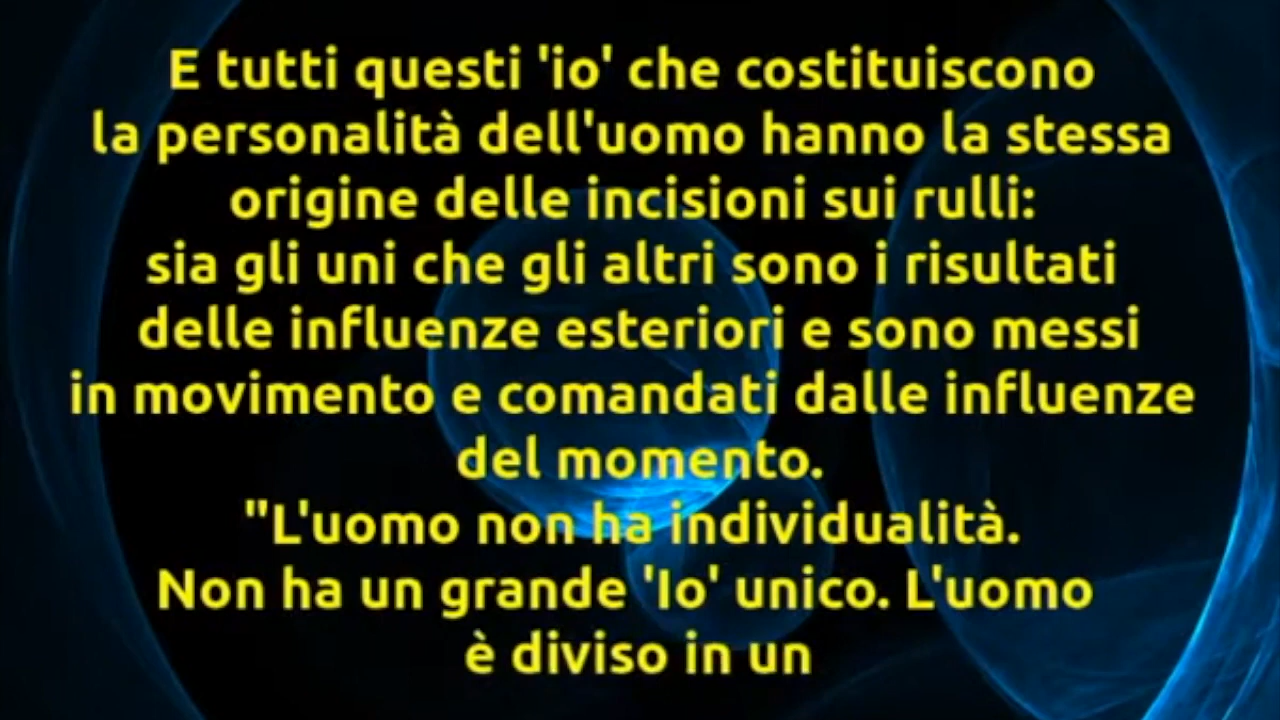 E tutti questi 'io' che costituiscono
la personalità dell'uomo hanno la stessa
origine delle incisioni sui rulli:
sia gli uni che gli altri sono i risultati
delle influenze esteriori e sono messi
in movimento e comandati dalle influenze
del momento.
"L'uomo non ha individualità.
Non ha un grande 'Io' unico. L'uomo
è diviso in un